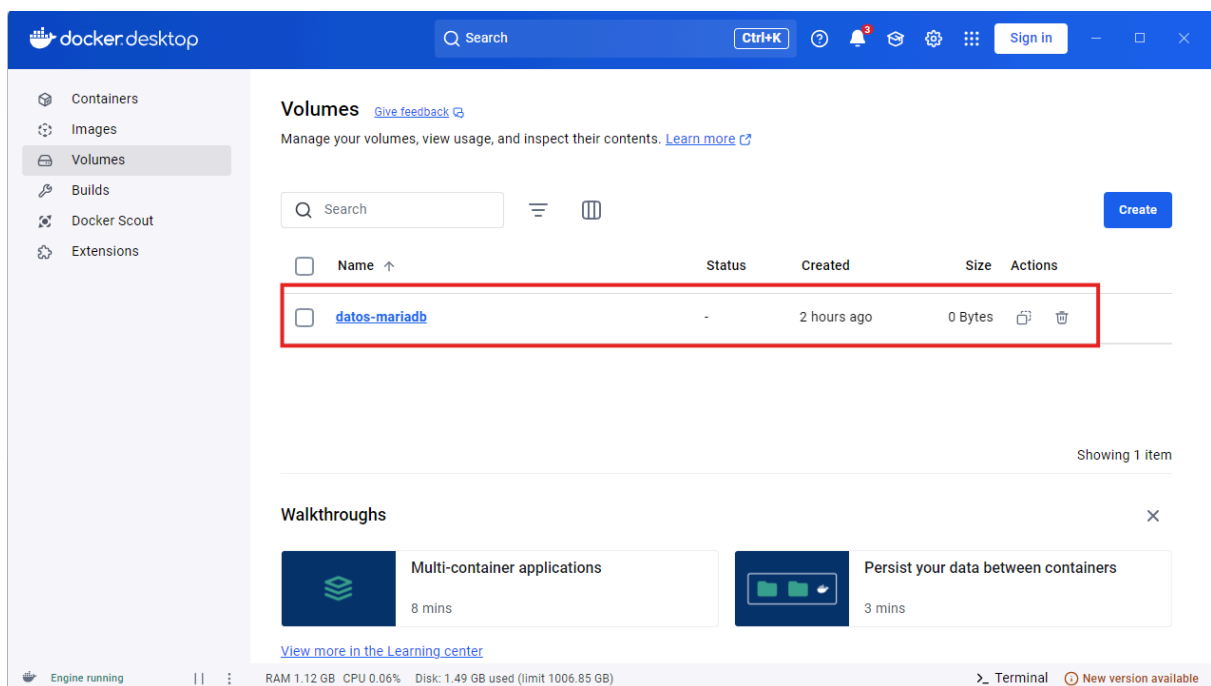 docker.desktop
Search
Ctrl+K
3
Sign in
Containers
Images
Volumes
Builds
Docker Scout
Extensions
Volumes Give feedback
Manage your volumes, view usage, and inspect their contents. Learn more
Search
Create
Name Status Created Size Actions
datos-mariadb - 2 hours ago 0 Bytes
Showing 1 item
Walkthroughs
Multi-container applications
8 mins
Persist your data between containers
3 mins
View more in the Learning center
Engine running RAM 1.12 GB CPU 0.06% Disk: 1.49 GB used (limit 1006.85 GB) Terminal New version available